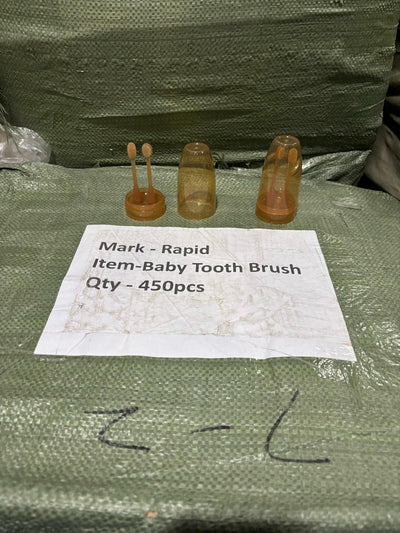 Mark - Rapid
Item-Baby Tooth Brush
Qty - 450pcs